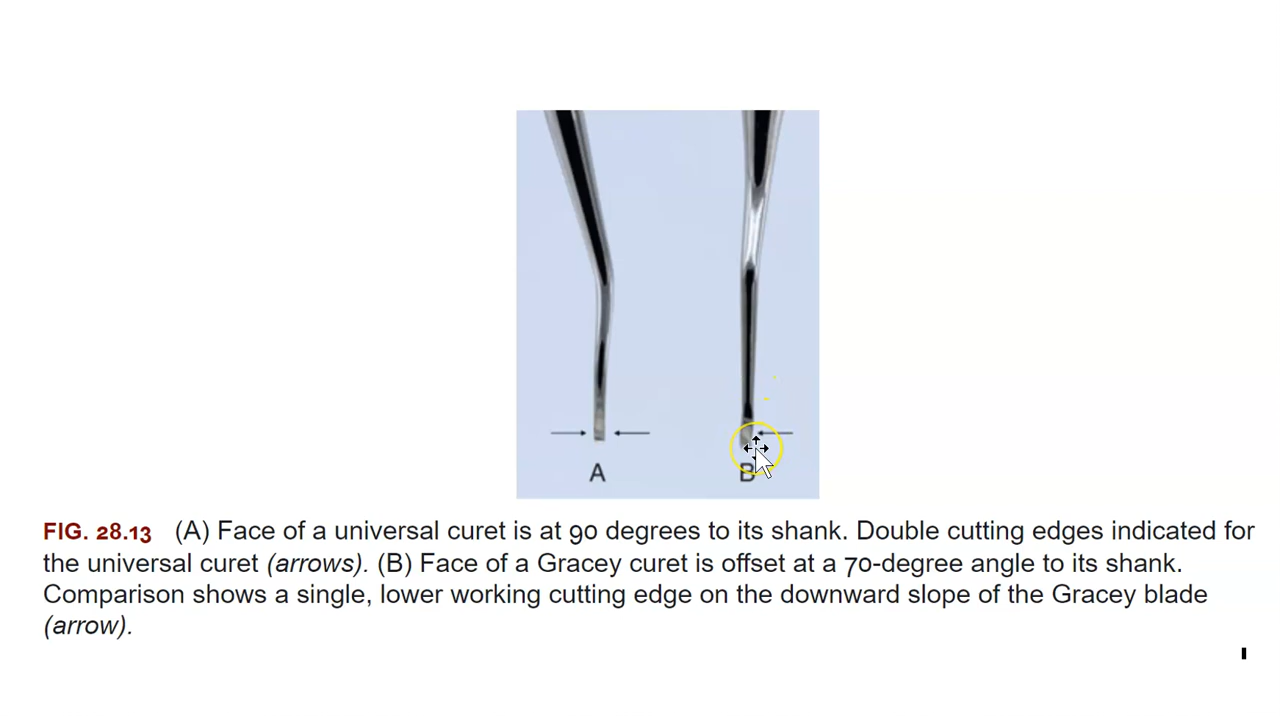 A B
FIG. 28.13 (A) Face of a universal curet is at 90 degrees to its shank. Double cutting edges indicated for
the universal curet (arrows). (B) Face of a Gracey curet is offset at a 70-degree angle to its shank.
Comparison shows a single, lower working cutting edge on the downward slope of the Gracey blade
(arrow).